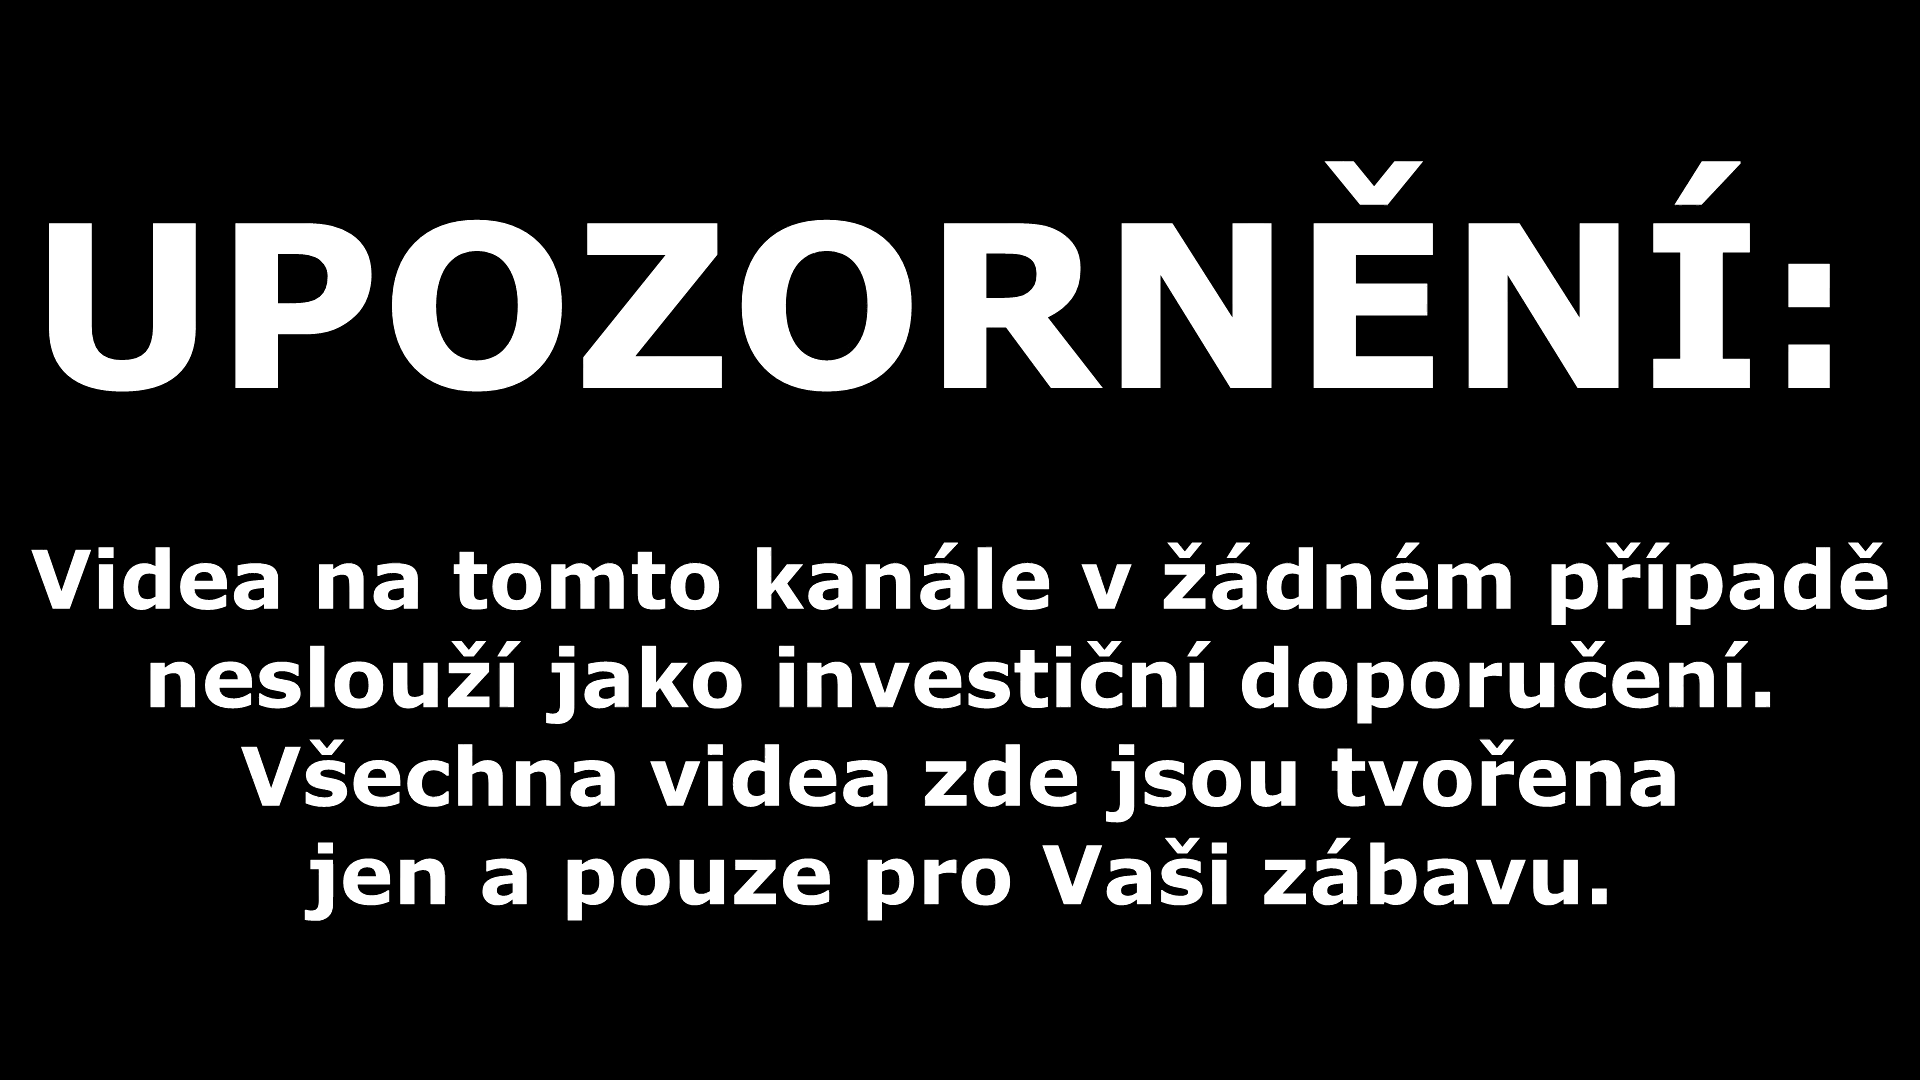 UPOZORNĚNÍ:
Videa na tomto kanále v žádném případě
neslouží jako investiční doporučení.
Všechna videa zde jsou tvořena
jen a pouze pro Vaši zábavu.